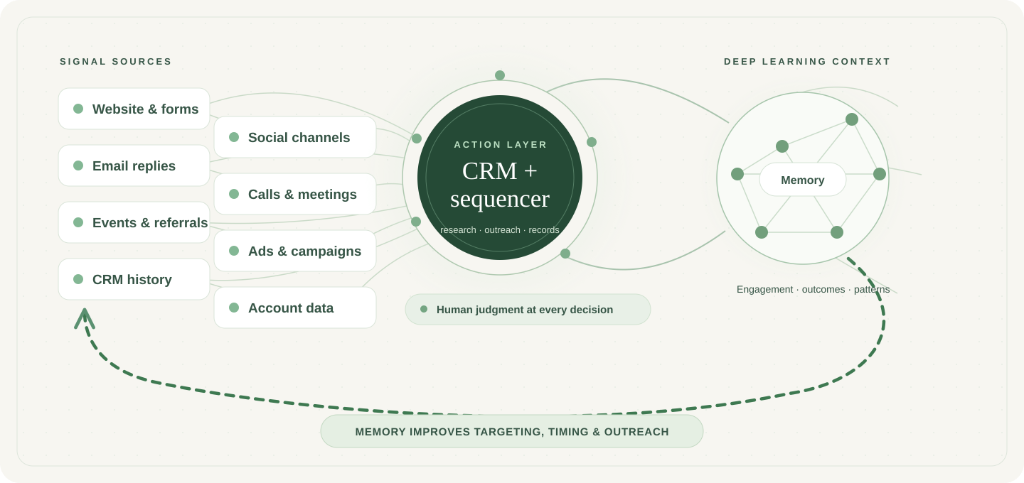 SIGNAL SOURCES
Website & forms
Email replies
Events & referrals
CRM history
Social channels
Calls & meetings
Ads & campaigns
Account data
ACTION LAYER
CRM +
sequencer
research · outreach · records
Human judgment at every decision
DEEP LEARNING CONTEXT
Memory
Engagement · outcomes · patterns
MEMORY IMPROVES TARGETING, TIMING & OUTREACH